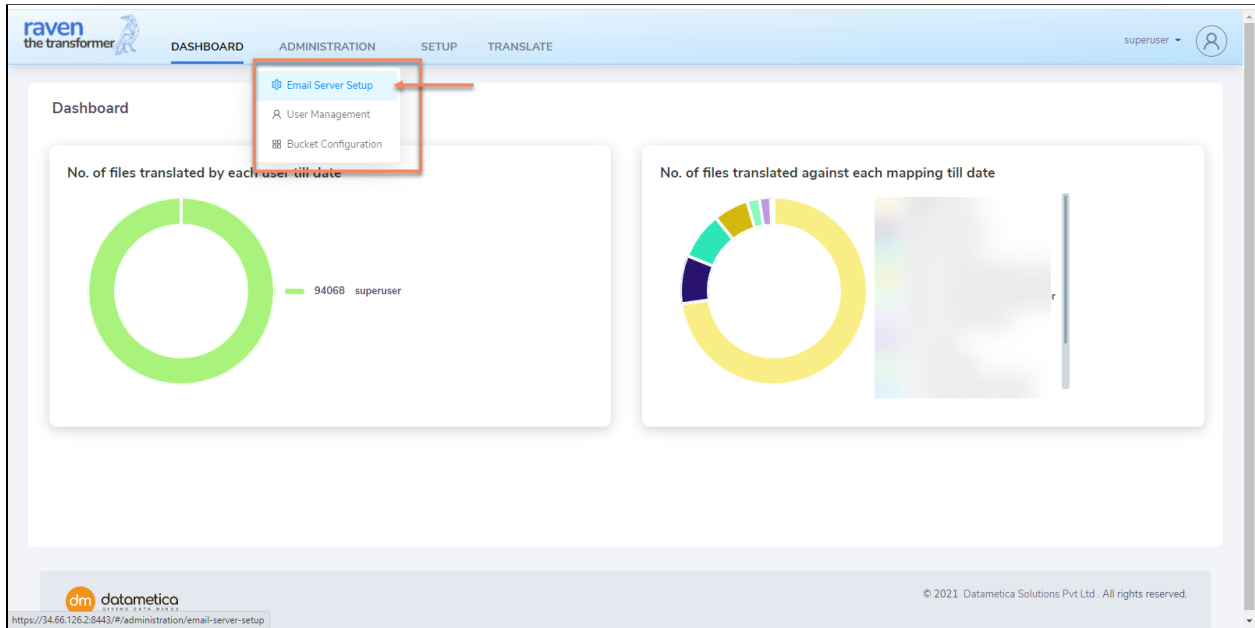 raven
the transformer
DASHBOARD ADMINISTRATION SETUP TRANSLATE
superuser
Email Server Setup
User Management
Bucket Configuration
Dashboard
No. of files translated by each user till date
94068 superuser
No. of files translated against each mapping till date
r
dm datametica
© 2021 Datametica Solutions Pvt Ltd . All rights reserved.
https://34.66.126.2:8443/#/administration/email-server-setup